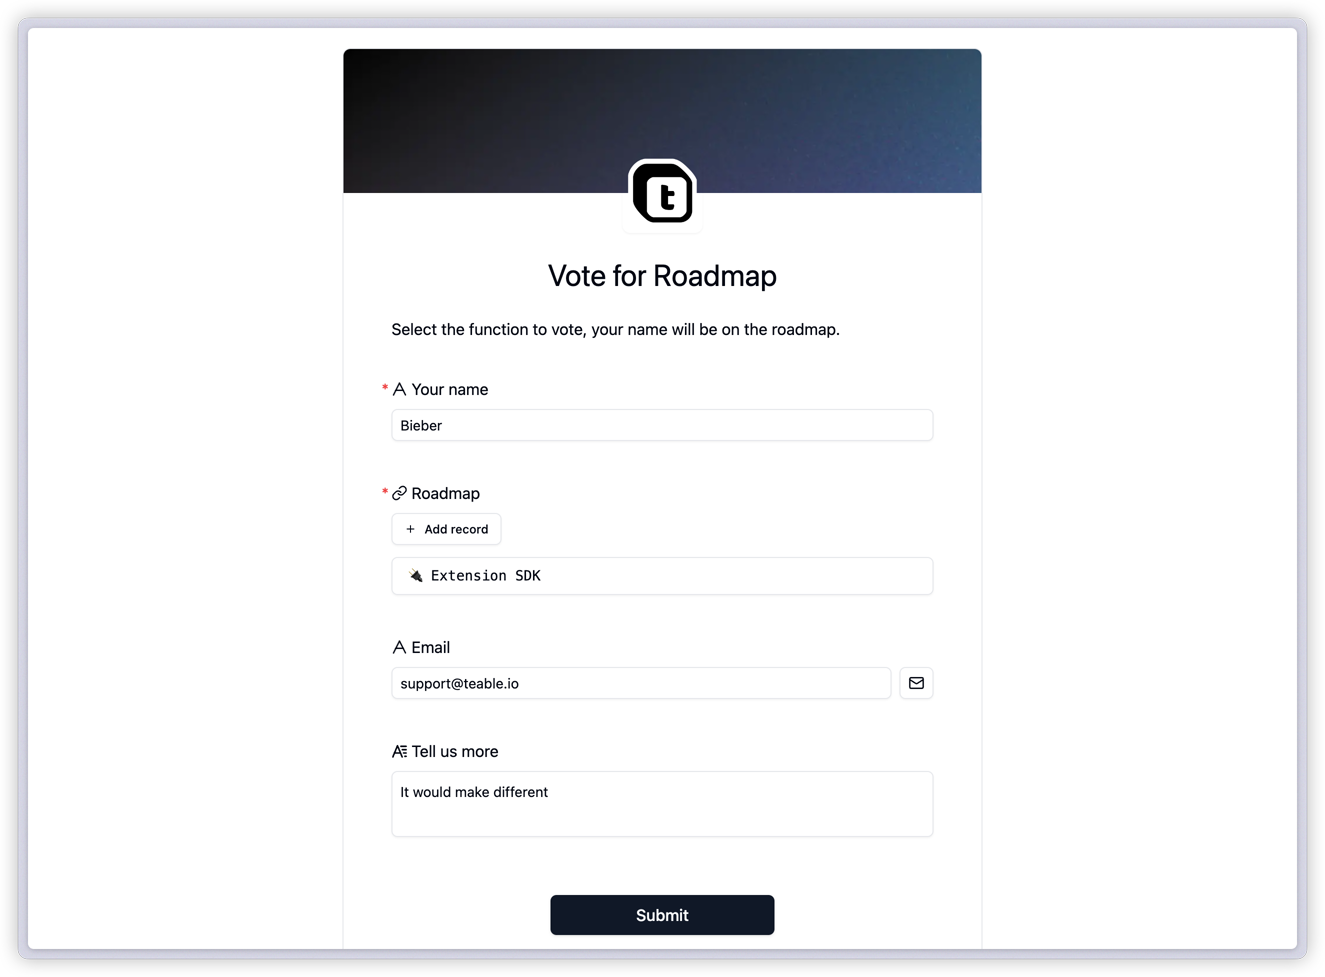 t
Vote for Roadmap
Select the function to vote, your name will be on the roadmap.
* A Your name
Bieber
* Roadmap
+ Add record
🔌 Extension SDK
A Email
support@teable.io
A Tell us more
It would make different
Submit